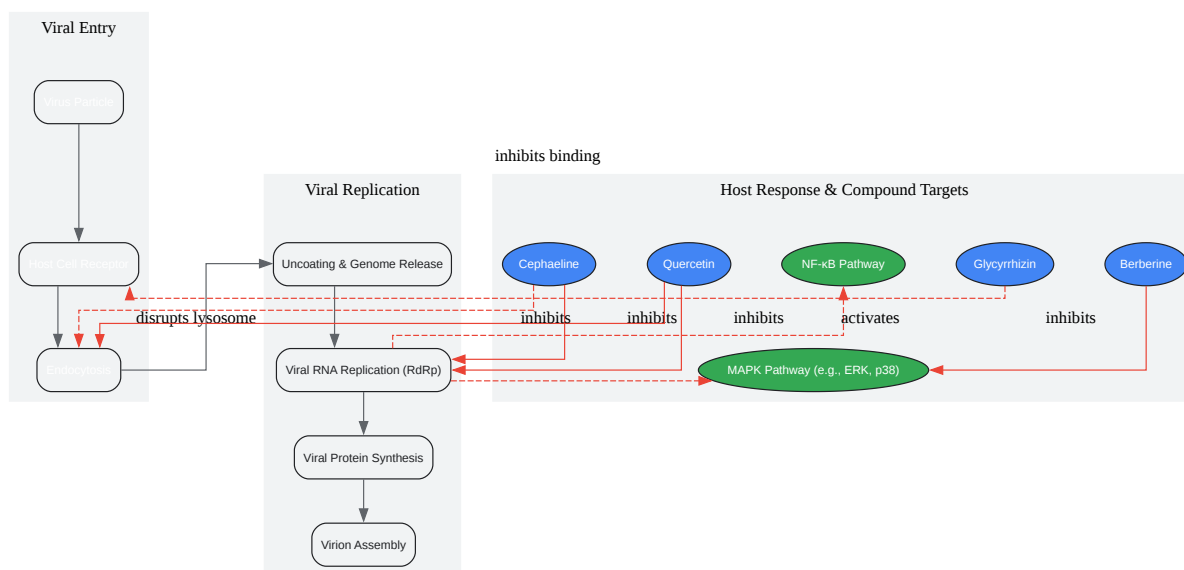 Viral Entry
Virus Particle
Host Cell Receptor
Endocytosis
Viral Replication
Uncoating & Genome Release
Viral RNA Replication (RdRp)
Viral Protein Synthesis
Virion Assembly
inhibits binding
Host Response & Compound Targets
Cephaeline
Quercetin
NF-κB Pathway
Glycyrrhizin
Berberine
disrupts lysosome
inhibits
inhibits
inhibits
activates
inhibits
MAPK Pathway (e.g., ERK, p38)